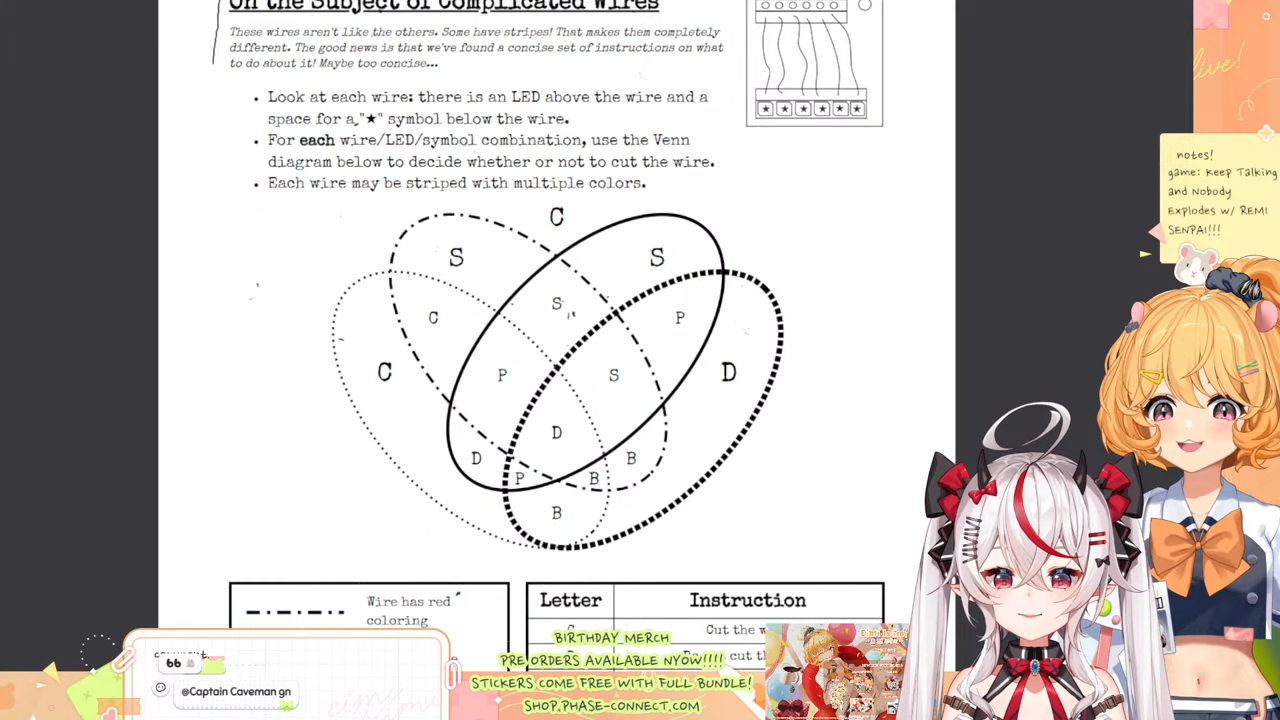 On the Subject of Complicated Wires
These wires aren't like the others. Some have stripes! That makes them completely
different. The good news is that we've found a concise set of instructions on what
to do about it! Maybe too concise...
• Look at each wire: there is an LED above the wire and a
space for a "★" symbol below the wire.
• For each wire/LED/symbol combination, use the Venn
diagram below to decide whether or not to cut the wire.
• Each wire may be striped with multiple colors.
C
S
S
S
C
P
C
P
S
D
D
D
B
P
B
B
Wire has red
coloring
Letter
Instruction
Cut the w
cut t
live!
notes!
game: Keep Talking
and Nobody
Explodes w/ REMI
SENPAI!!!
66
@Captain Caveman gn
BIRTHDAY MERCH
PRE ORDERS AVAILABLE NYOW!!!!
STICKERS COME FREE WITH FULL BUNDLE!
SHOP.PHASE-CONNECT.COM